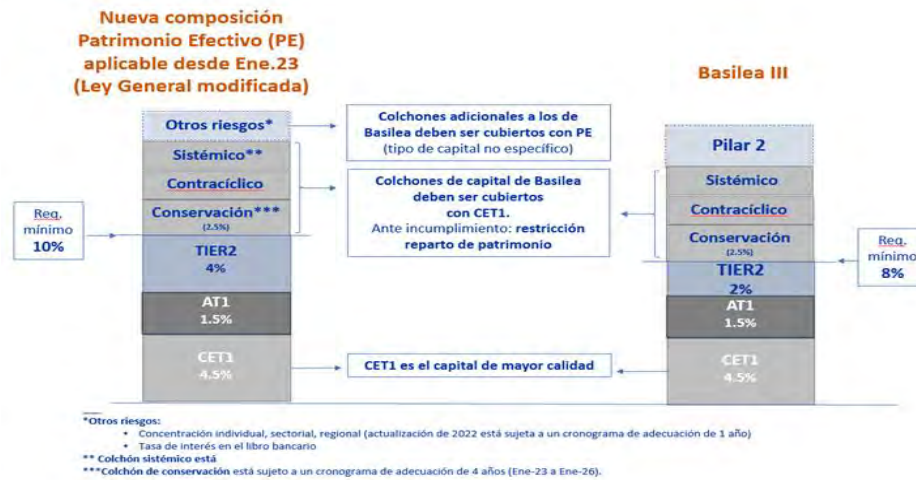 Nueva composición
Patrimonio Efectivo (PE)
aplicable desde Ene.23
(Ley General modificada)
Basilea III
Otros riesgos*
Sistémico**
Contracíclico
Conservación***
(2.5%)
Req.
mínimo
10%
TIER2
4%
AT1
1.5%
CET1
4.5%
Colchones adicionales a los de
Basilea deben ser cubiertos con PE
(tipo de capital no específico)
Colchones de capital de Basilea
deben ser cubiertos
con CET1.
Ante incumplimiento: restricción
reparto de patrimonio
CET1 es el capital de mayor calidad
Pilar 2
Sistémico
Contracíclico
Conservación
(2.5%)
Req.
mínimo
8%
TIER2
2%
AT1
1.5%
CET1
4.5%
*Otros riesgos:
• Concentración individual, sectorial, regional (actualización de 2022 está sujeta a un cronograma de adecuación de 1 año)
• Tasa de interés en el libro bancario
** Colchón sistémico está
***Colchón de conservación está sujeto a un cronograma de adecuación de 4 años (Ene-23 a Ene-26).